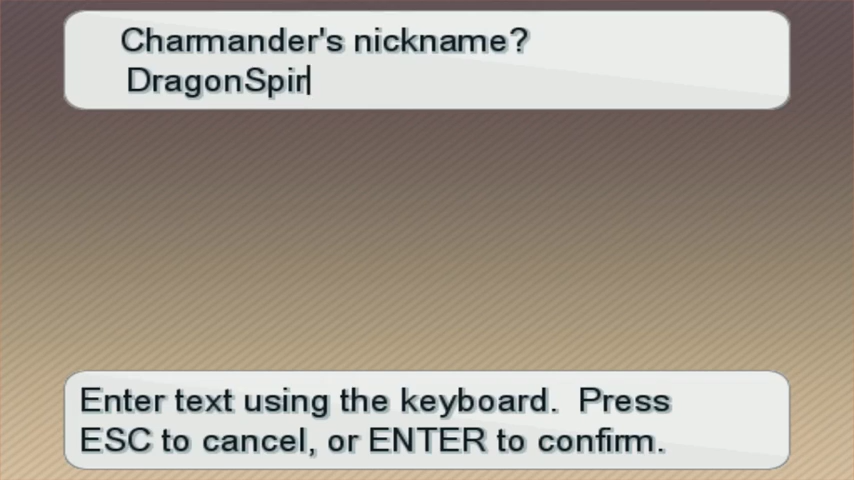 Charmander's nickname?
DragonSpir
Enter text using the keyboard.  Press
ESC to cancel, or ENTER to confirm.